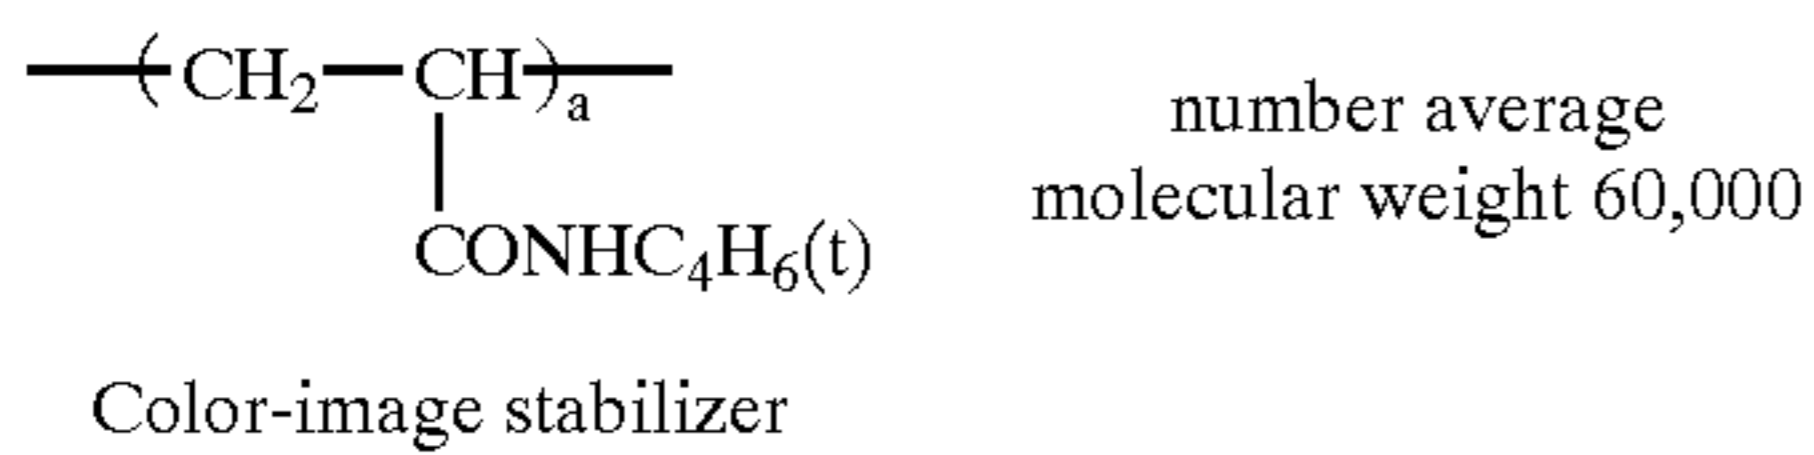 —(CH₂—CH)ₐ—
CONHC₄H₆(t)
number average
molecular weight 60,000
Color-image stabilizer